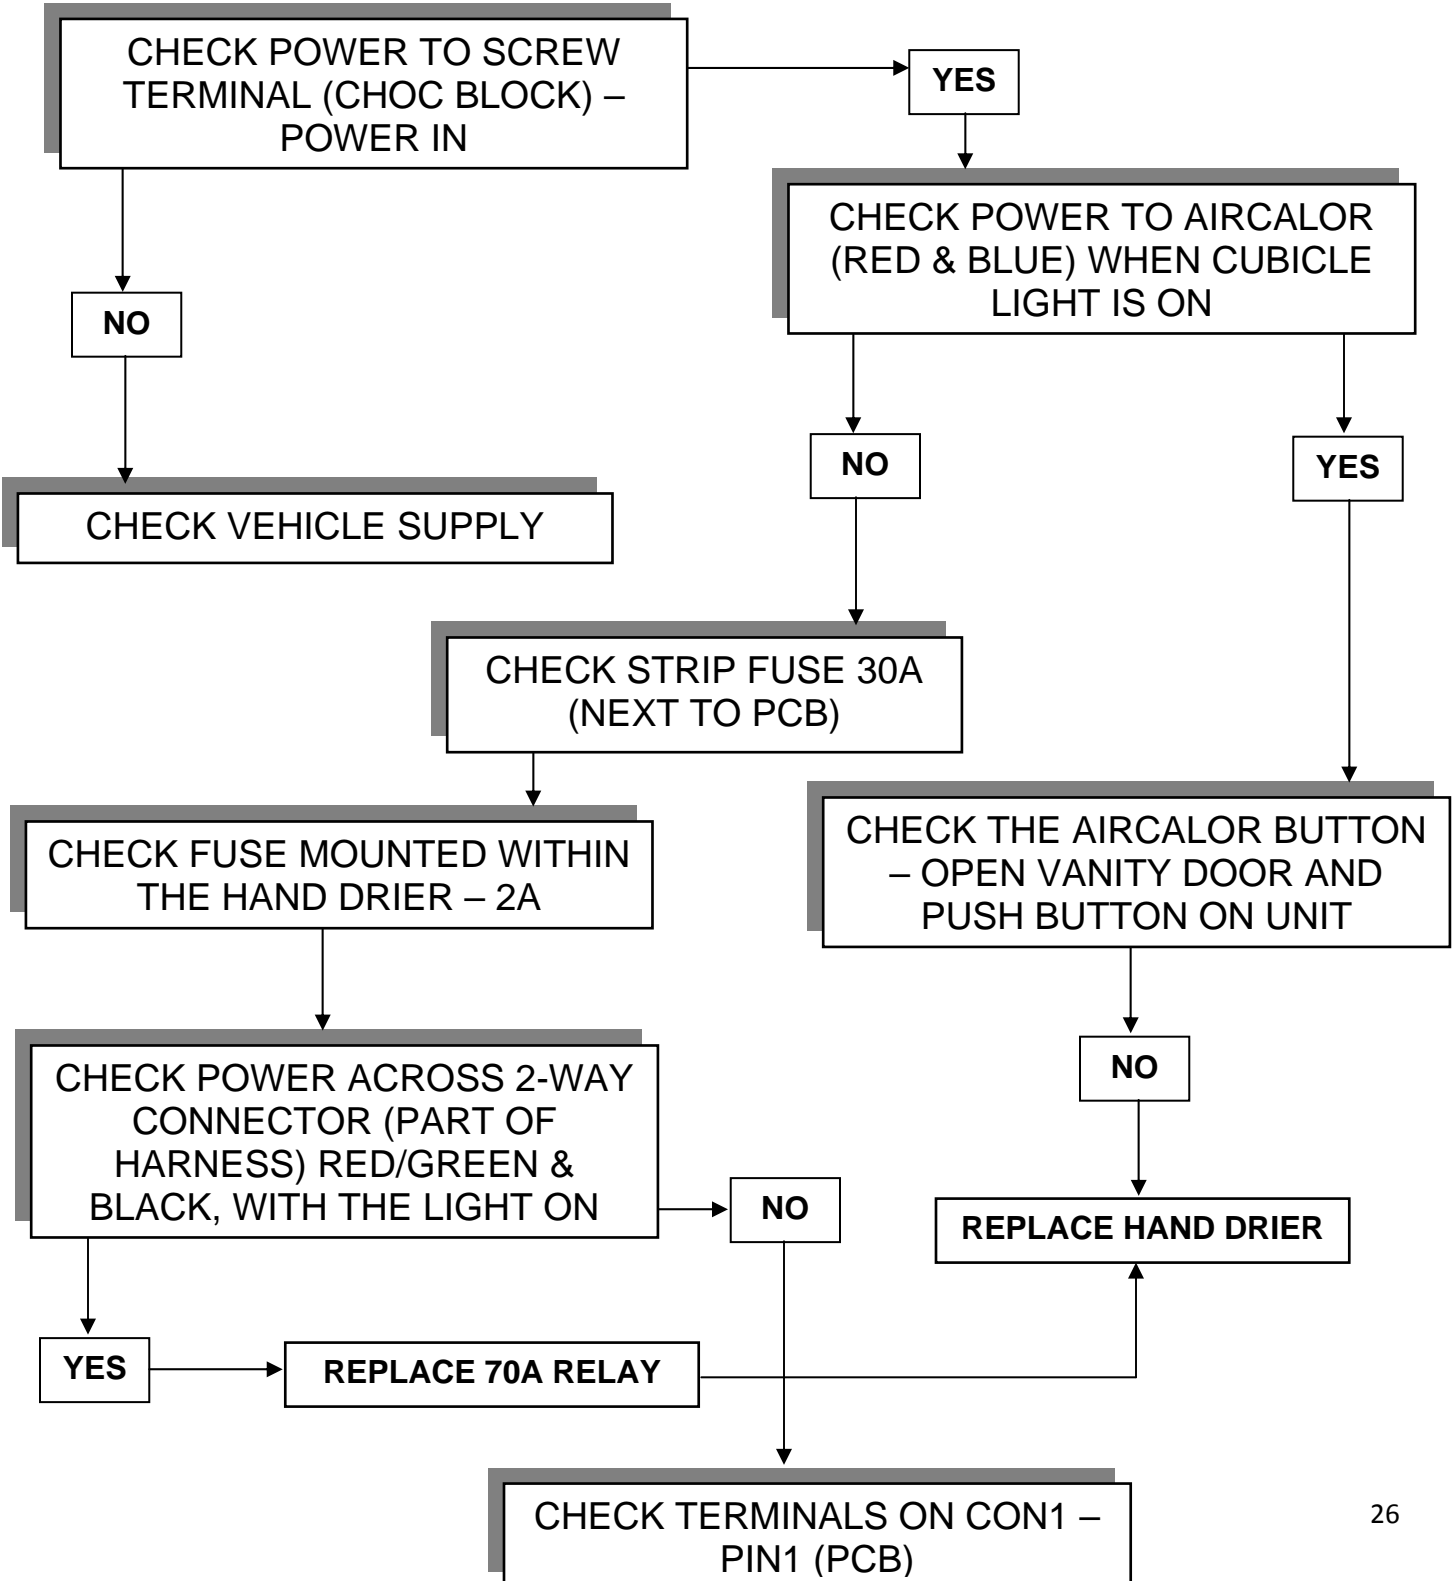 CHECK POWER TO SCREW
TERMINAL (CHOC BLOCK) –
POWER IN
YES
CHECK POWER TO AIRCALOR
(RED & BLUE) WHEN CUBICLE
LIGHT IS ON
NO
NO
YES
CHECK VEHICLE SUPPLY
CHECK STRIP FUSE 30A
(NEXT TO PCB)
CHECK FUSE MOUNTED WITHIN
THE HAND DRIER – 2A
CHECK THE AIRCALOR BUTTON
– OPEN VANITY DOOR AND
PUSH BUTTON ON UNIT
CHECK POWER ACROSS 2-WAY
CONNECTOR (PART OF
HARNESS) RED/GREEN &
BLACK, WITH THE LIGHT ON
NO
NO
REPLACE HAND DRIER
YES
REPLACE 70A RELAY
CHECK TERMINALS ON CON1 –
PIN1 (PCB)
26